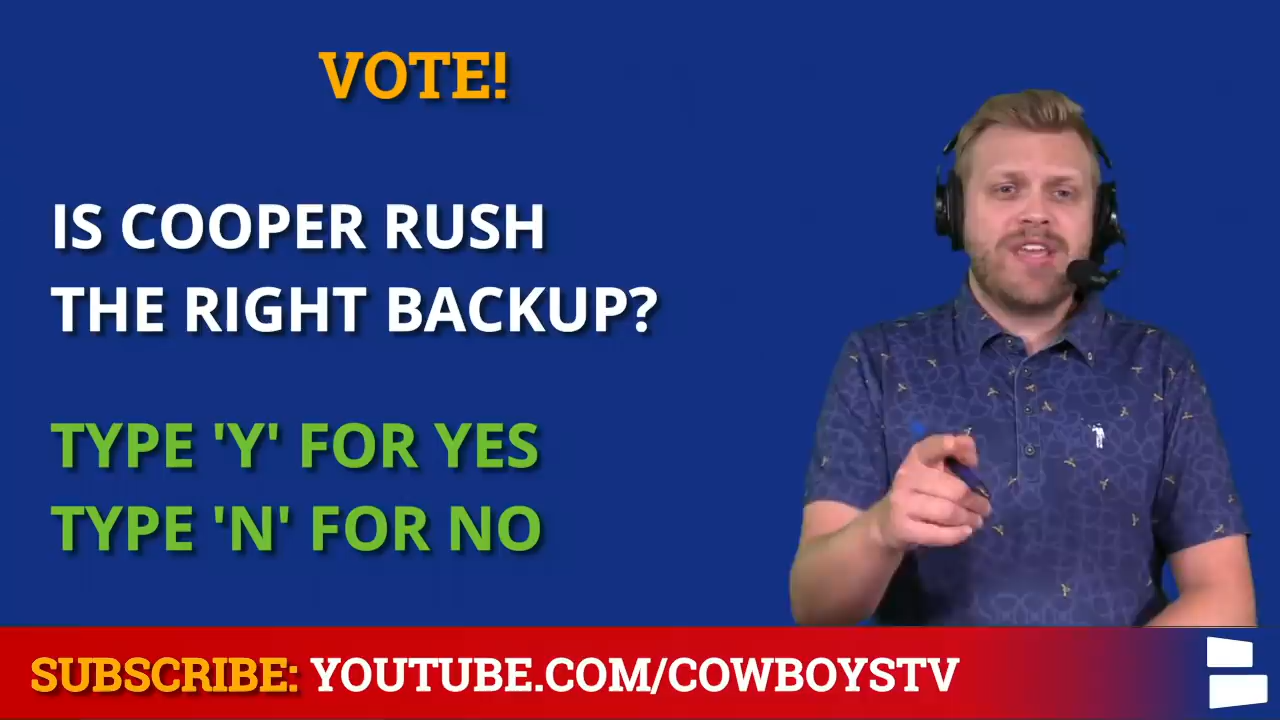 VOTE!
IS COOPER RUSH
THE RIGHT BACKUP?
TYPE 'Y' FOR YES
TYPE 'N' FOR NO
SUBSCRIBE: YOUTUBE.COM/COWBOYSTV